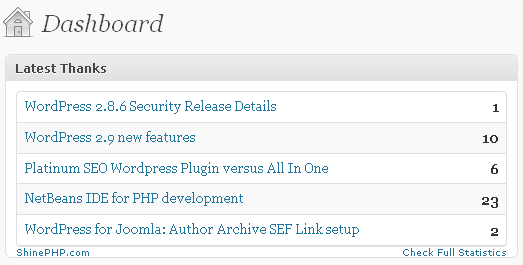 Dashboard
Latest Thanks
WordPress 2.8.6 Security Release Details 1
WordPress 2.9 new features 10
Platinum SEO Wordpress Plugin versus All In One 6
NetBeans IDE for PHP development 23
WordPress for Joomla: Author Archive SEF Link setup 2
ShinePHP.com Check Full Statistics